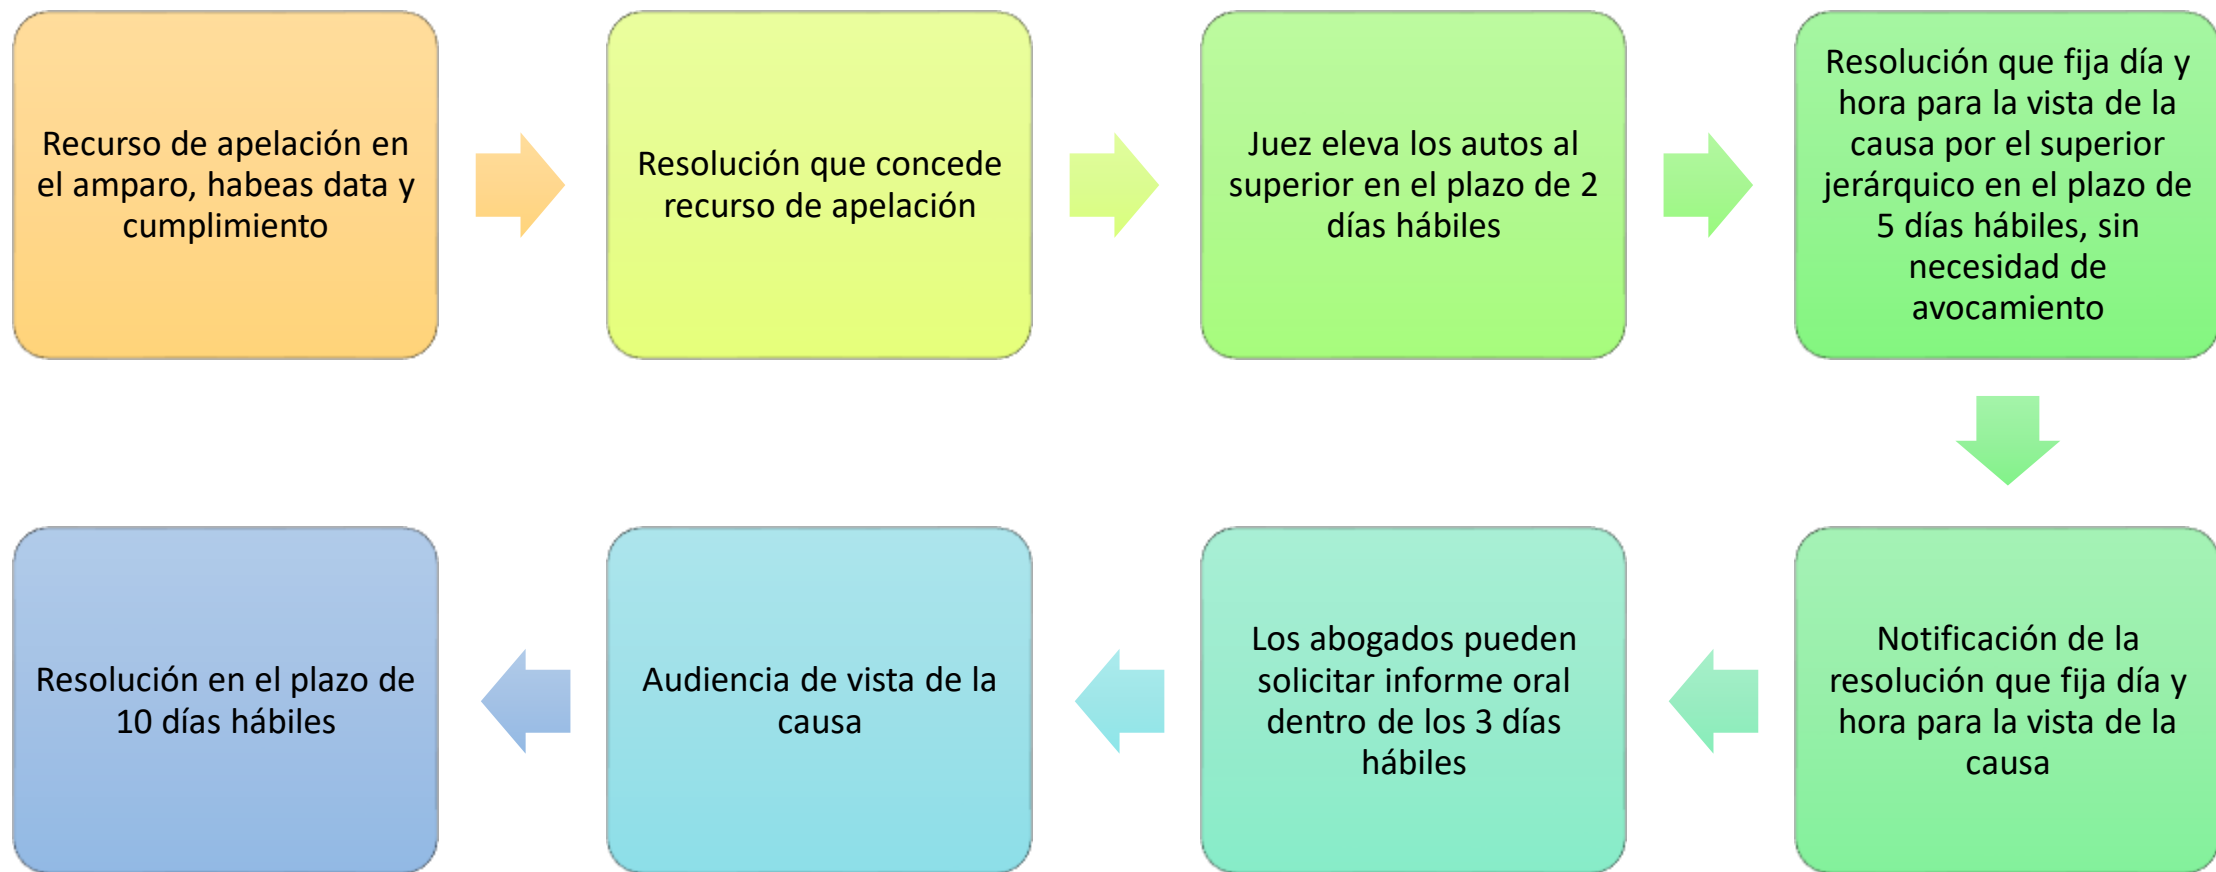 Recurso de apelación en
el amparo, habeas data y
cumplimiento
Resolución que concede
recurso de apelación
Juez eleva los autos al
superior en el plazo de 2
días hábiles
Resolución que fija día y
hora para la vista de la
causa por el superior
jerárquico en el plazo de
5 días hábiles, sin
necesidad de
avocamiento
Notificación de la
resolución que fija día y
hora para la vista de la
causa
Los abogados pueden
solicitar informe oral
dentro de los 3 días
hábiles
Audiencia de vista de la
causa
Resolución en el plazo de
10 días hábiles